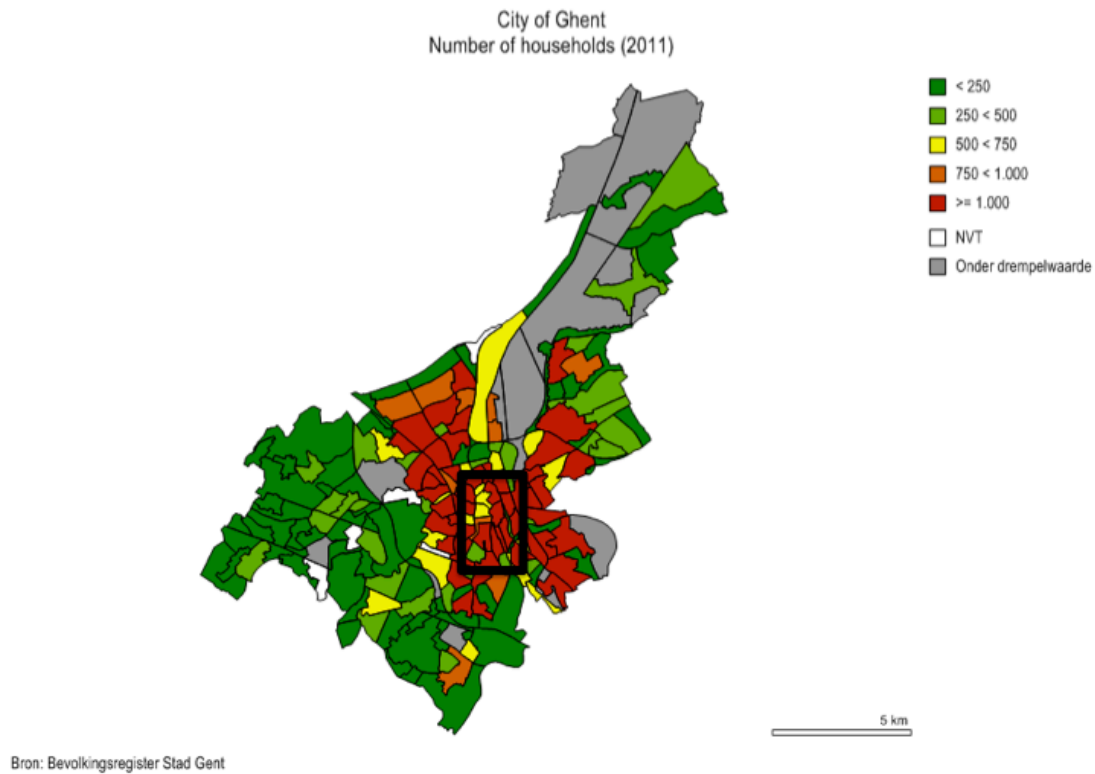 City of Ghent
Number of households (2011)
< 250
250 < 500
500 < 750
750 < 1.000
>= 1.000
NVT
Onder drempelwaarde
5 km
Bron: Bevolkingsregister Stad Gent